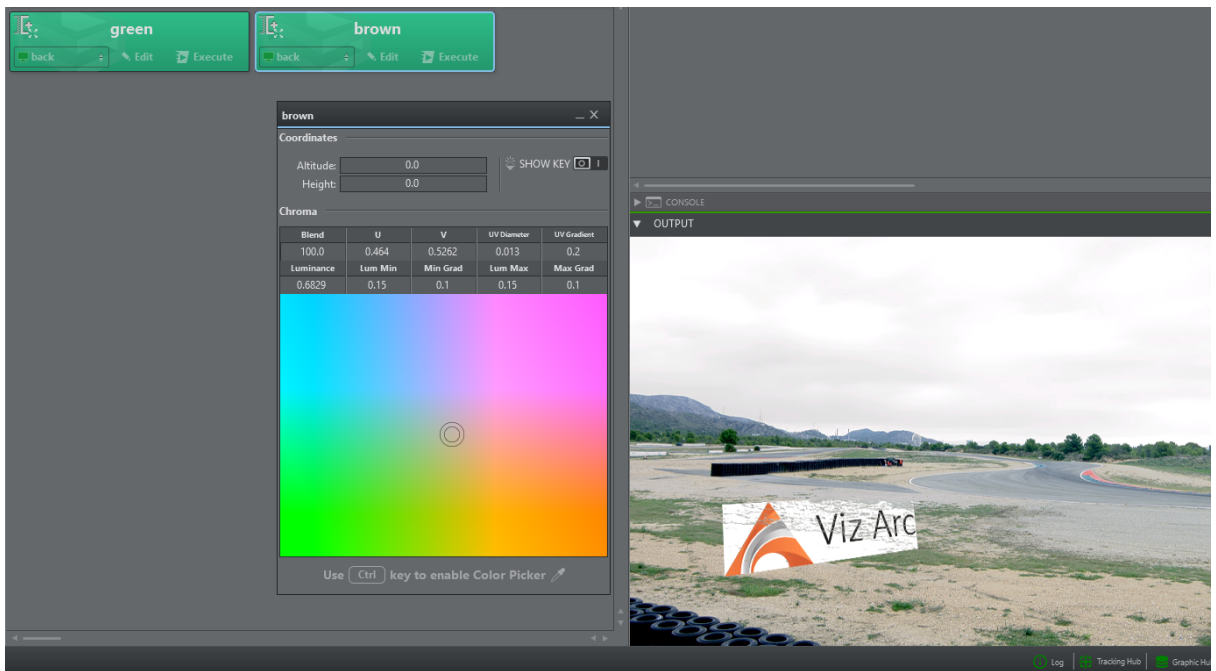 green
back
Edit
Execute
brown
back
Edit
Execute
brown
Coordinates
Altitude: 0.0
SHOW KEY O I
Height: 0.0
Chroma
Blend U V UV Diameter UV Gradient
100.0 0.464 0.5262 0.013 0.2
Luminance Lum Min Min Grad Lum Max Max Grad
0.6829 0.15 0.1 0.15 0.1
Use Ctrl key to enable Color Picker
CONSOLE
OUTPUT
Viz Arc
Log Tracking Hub Graphic Hu